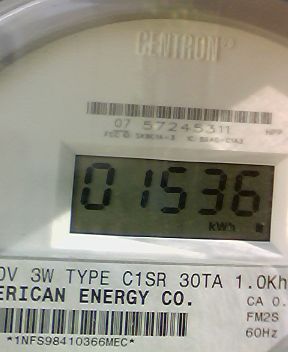 CENTRON
07 57245311
01536
kWh
0V 3W TYPE C1SR 30TA 1.0Kh
ERICAN ENERGY CO.
CA 0.
FM2S
60Hz
*1NFS98410366MEC*